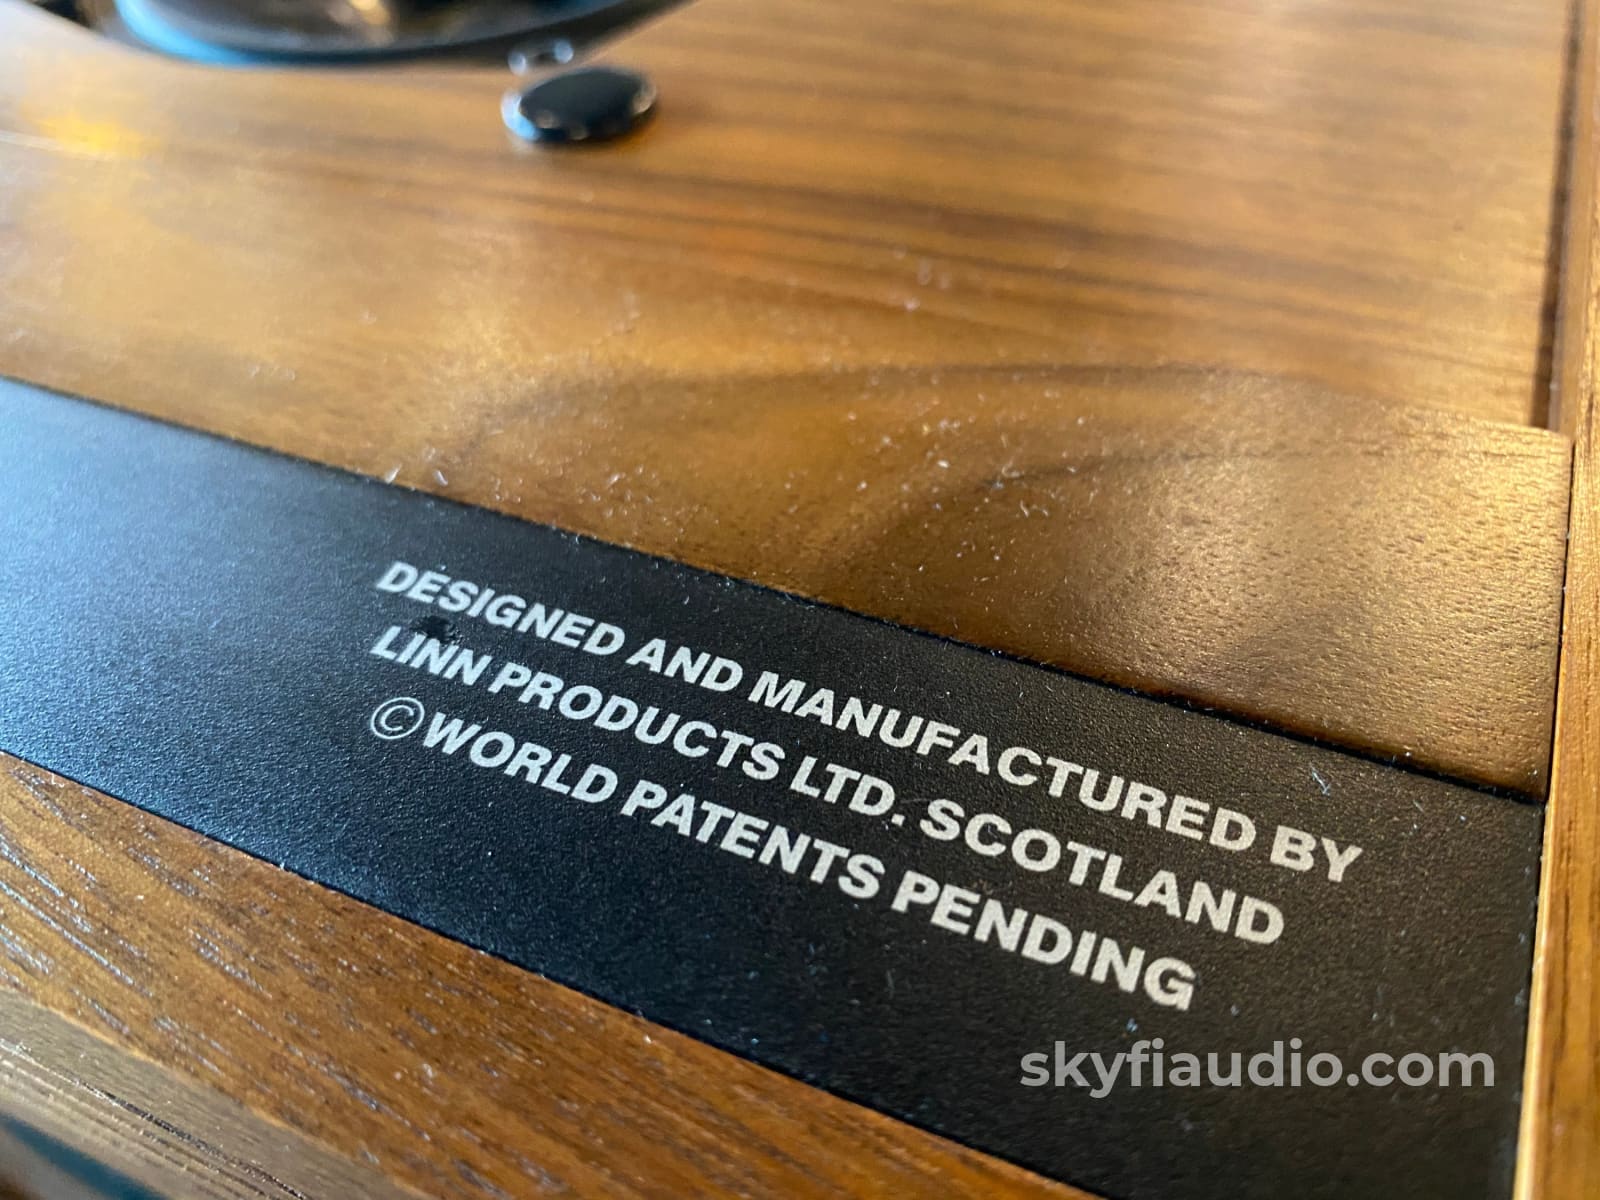 DESIGNED AND MANUFACTURED BY
LINN PRODUCTS LTD. SCOTLAND
©WORLD PATENTS PENDING
skyfiaudio.com